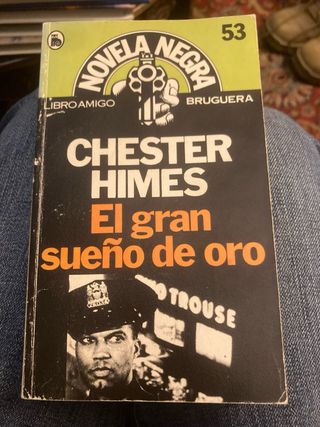 53
NOVELA NEGRA
LIBRO AMIGO
BRUGUERA
CHESTER
HIMES
El gran
sueño de oro
O TROUSE